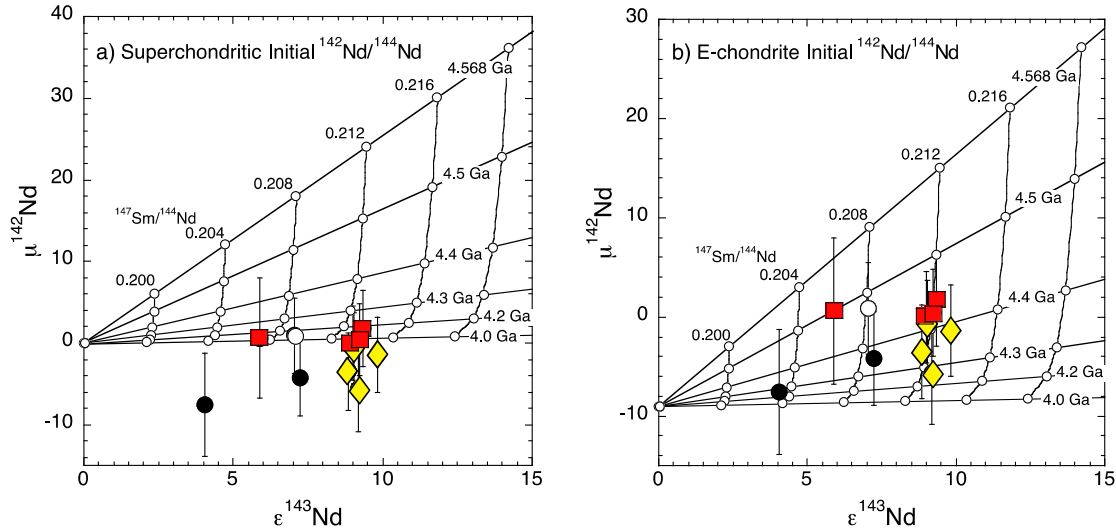 a) Superchondritic Initial ¹⁴²Nd/¹⁴⁴Nd
40
30
20
10
0
-10
μ¹⁴²Nd
4.568 Ga
4.5 Ga
4.4 Ga
4.3 Ga
4.2 Ga
4.0 Ga
0.216
0.212
0.208
0.204
0.200
¹⁴⁷Sm/¹⁴⁴Nd
0
5
10
15
ε¹⁴³Nd
b) E-chondrite Initial ¹⁴²Nd/¹⁴⁴Nd
30
20
10
0
-10
-20
μ¹⁴²Nd
4.568 Ga
4.5 Ga
4.4 Ga
4.3 Ga
4.2 Ga
4.0 Ga
0.216
0.212
0.208
0.204
0.200
¹⁴⁷Sm/¹⁴⁴Nd
0
5
10
15
ε¹⁴³Nd